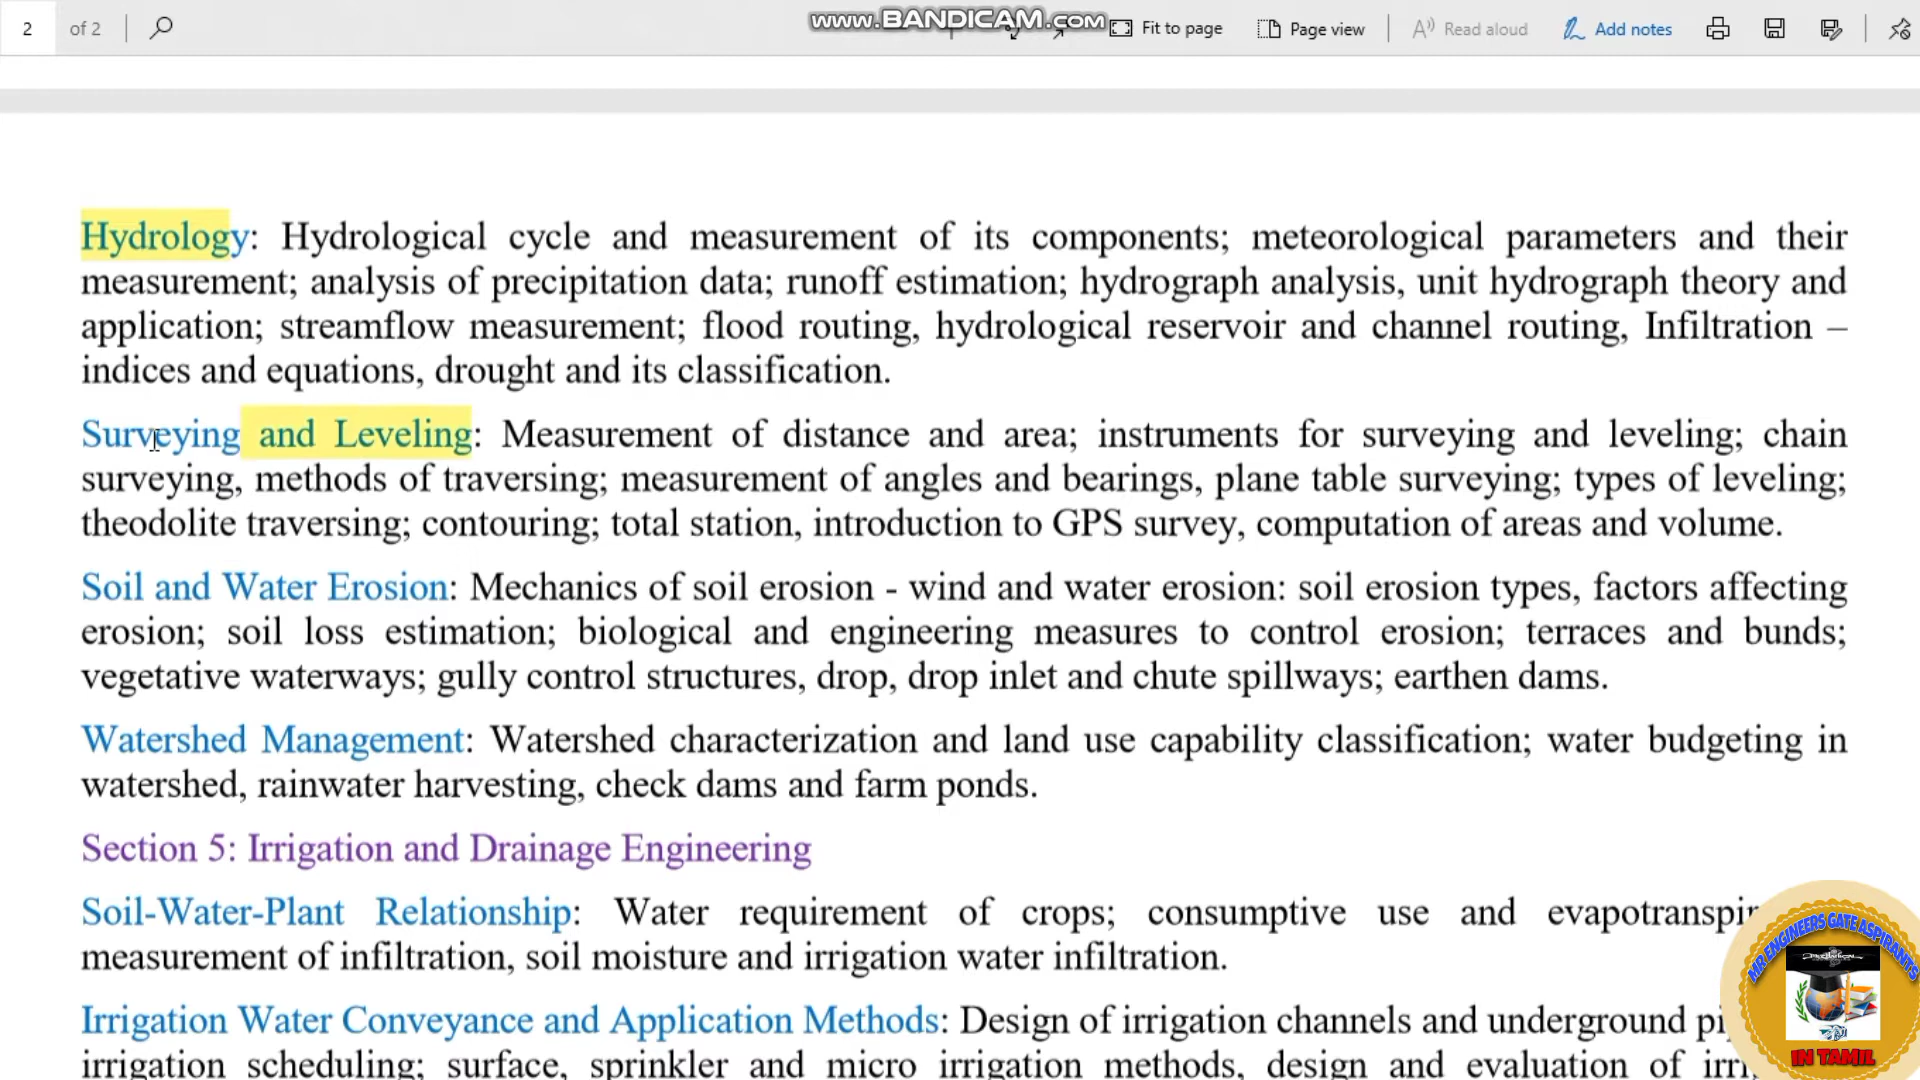 2 of 2 www.BANDICAM.com Fit to page Page view Read aloud Add notes
Hydrology: Hydrological cycle and measurement of its components; meteorological parameters and their
measurement; analysis of precipitation data; runoff estimation; hydrograph analysis, unit hydrograph theory and
application; streamflow measurement; flood routing, hydrological reservoir and channel routing, Infiltration –
indices and equations, drought and its classification.
Surveying and Leveling: Measurement of distance and area; instruments for surveying and leveling; chain
surveying, methods of traversing; measurement of angles and bearings, plane table surveying; types of leveling;
theodolite traversing; contouring; total station, introduction to GPS survey, computation of areas and volume.
Soil and Water Erosion: Mechanics of soil erosion - wind and water erosion: soil erosion types, factors affecting
erosion; soil loss estimation; biological and engineering measures to control erosion; terraces and bunds;
vegetative waterways; gully control structures, drop, drop inlet and chute spillways; earthen dams.
Watershed Management: Watershed characterization and land use capability classification; water budgeting in
watershed, rainwater harvesting, check dams and farm ponds.
Section 5: Irrigation and Drainage Engineering
Soil-Water-Plant Relationship: Water requirement of crops; consumptive use and evapotranspi
measurement of infiltration, soil moisture and irrigation water infiltration.
Irrigation Water Conveyance and Application Methods: Design of irrigation channels and underground pi
irrigation scheduling; surface, sprinkler and micro irrigation methods, design and evaluation of irri
MR ENGINEERS GATE ASPIRANTS
IN TAMIL